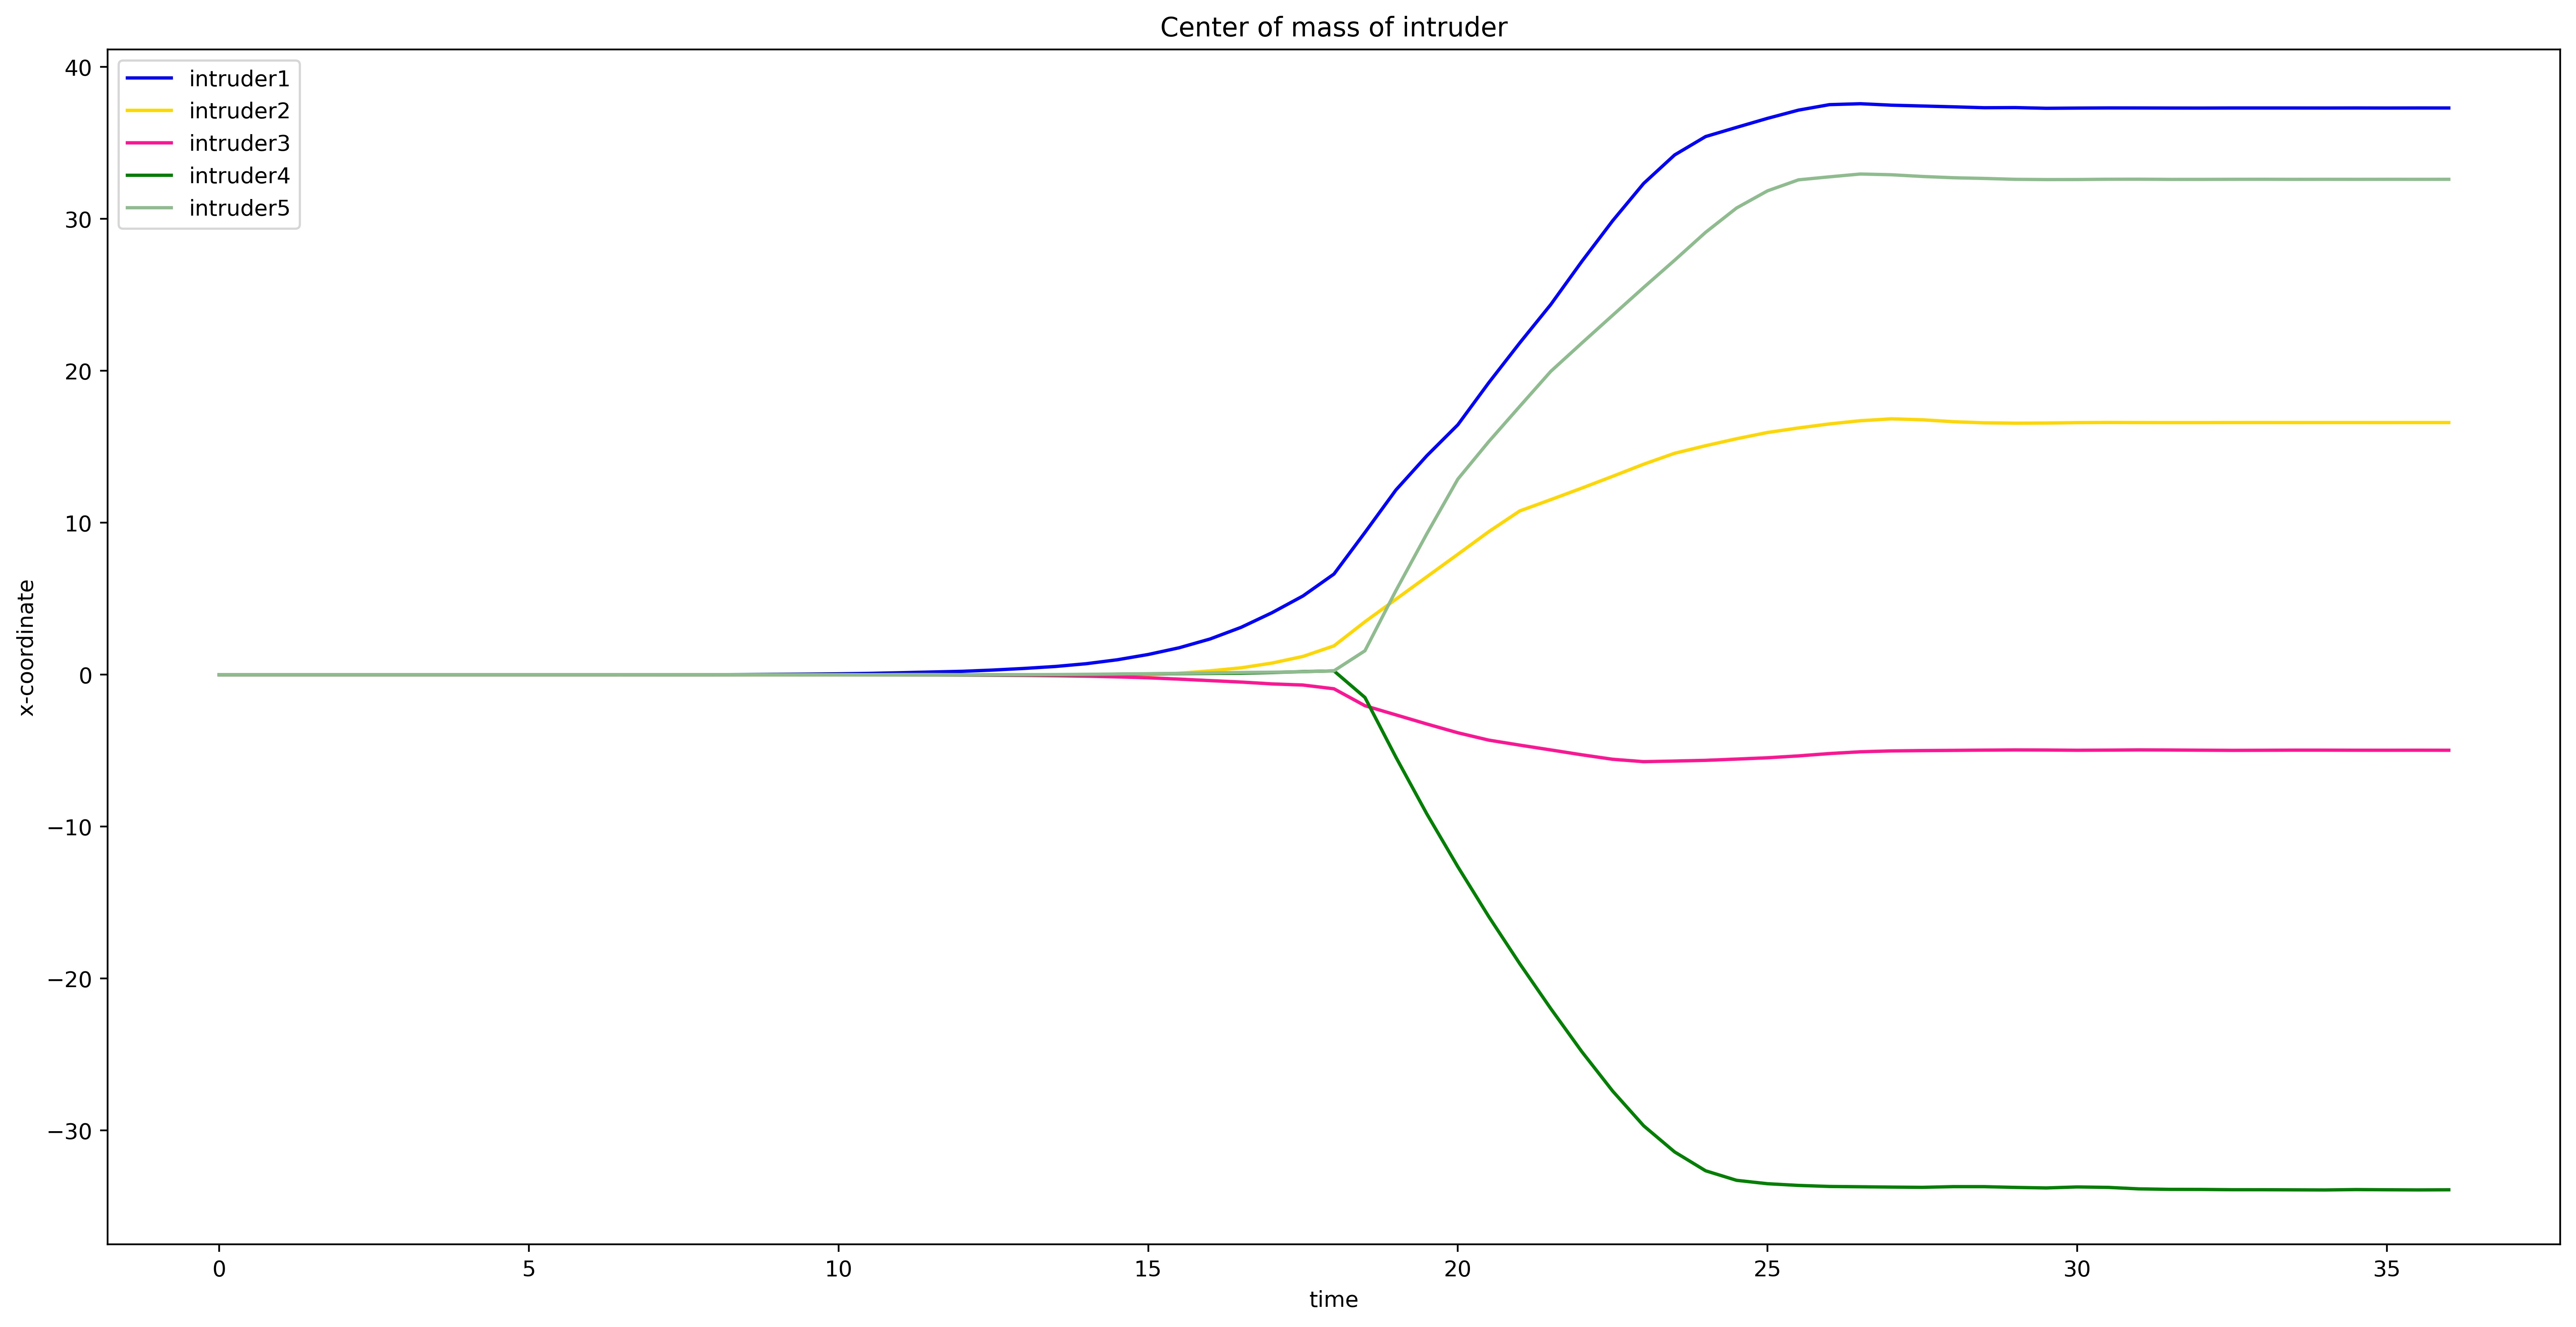 Center of mass of intruder
intruder1
intruder2
intruder3
intruder4
intruder5
40
30
20
10
0
−10
−20
−30
x-coordinate
0 5 10 15 20 25 30 35
time